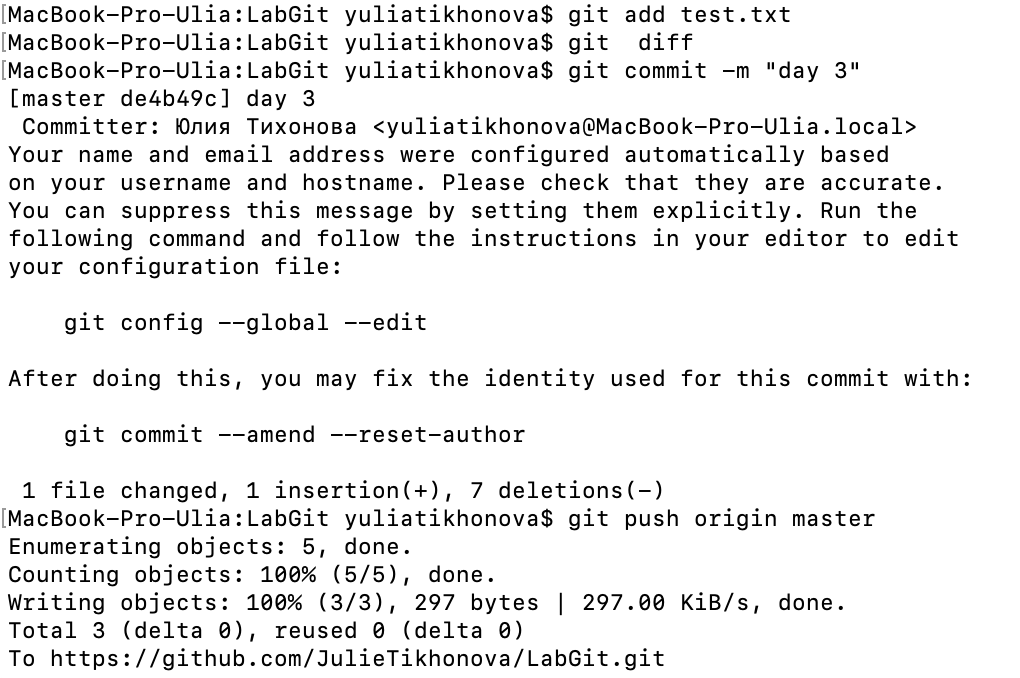 [MacBook-Pro-Ulia:LabGit yuliatikhonova$ git add test.txt
[MacBook-Pro-Ulia:LabGit yuliatikhonova$ git  diff
[MacBook-Pro-Ulia:LabGit yuliatikhonova$ git commit -m "day 3"
[master de4b49c] day 3
 Committer: Юлия Тихонова <yuliatikhonova@MacBook-Pro-Ulia.local>
Your name and email address were configured automatically based
on your username and hostname. Please check that they are accurate.
You can suppress this message by setting them explicitly. Run the
following command and follow the instructions in your editor to edit
your configuration file:

    git config --global --edit

After doing this, you may fix the identity used for this commit with:

    git commit --amend --reset-author

 1 file changed, 1 insertion(+), 7 deletions(-)
[MacBook-Pro-Ulia:LabGit yuliatikhonova$ git push origin master
Enumerating objects: 5, done.
Counting objects: 100% (5/5), done.
Writing objects: 100% (3/3), 297 bytes | 297.00 KiB/s, done.
Total 3 (delta 0), reused 0 (delta 0)
To https://github.com/JulieTikhonova/LabGit.git